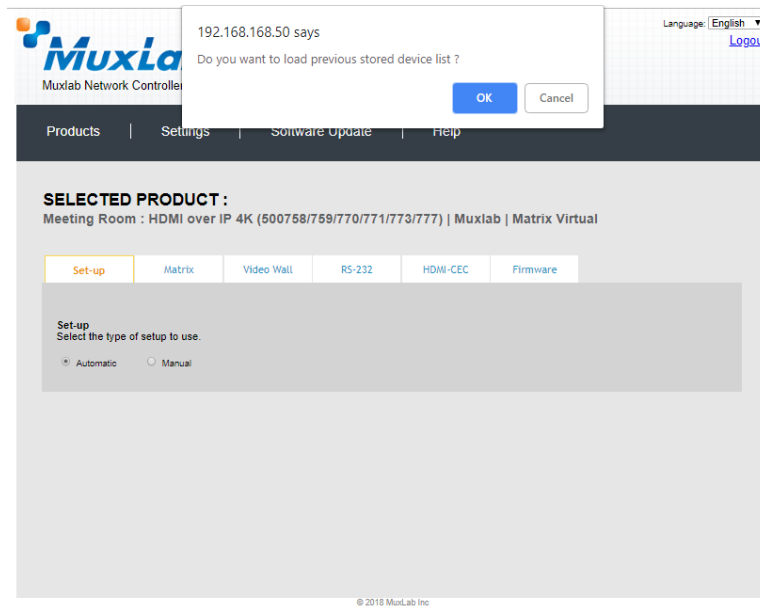 192.168.168.50 says
Do you want to load previous stored device list ?
OK
Cancel
Language: English
Logou
MuxLa
Muxlab Network Controller
Products | Settings | Software Update | Help
SELECTED PRODUCT :
Meeting Room : HDMI over IP 4K (500758/759/770/771/773/777) | Muxlab | Matrix Virtual
Set-up
Matrix
Video Wall
RS-232
HDMI-CEC
Firmware
Set-up
Select the type of setup to use.
Automatic
Manual
© 2018 MuxLab Inc